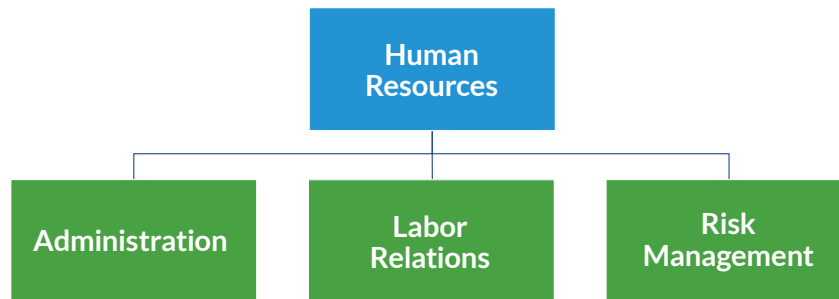 Human
Resources
Administration
Labor
Relations
Risk
Management